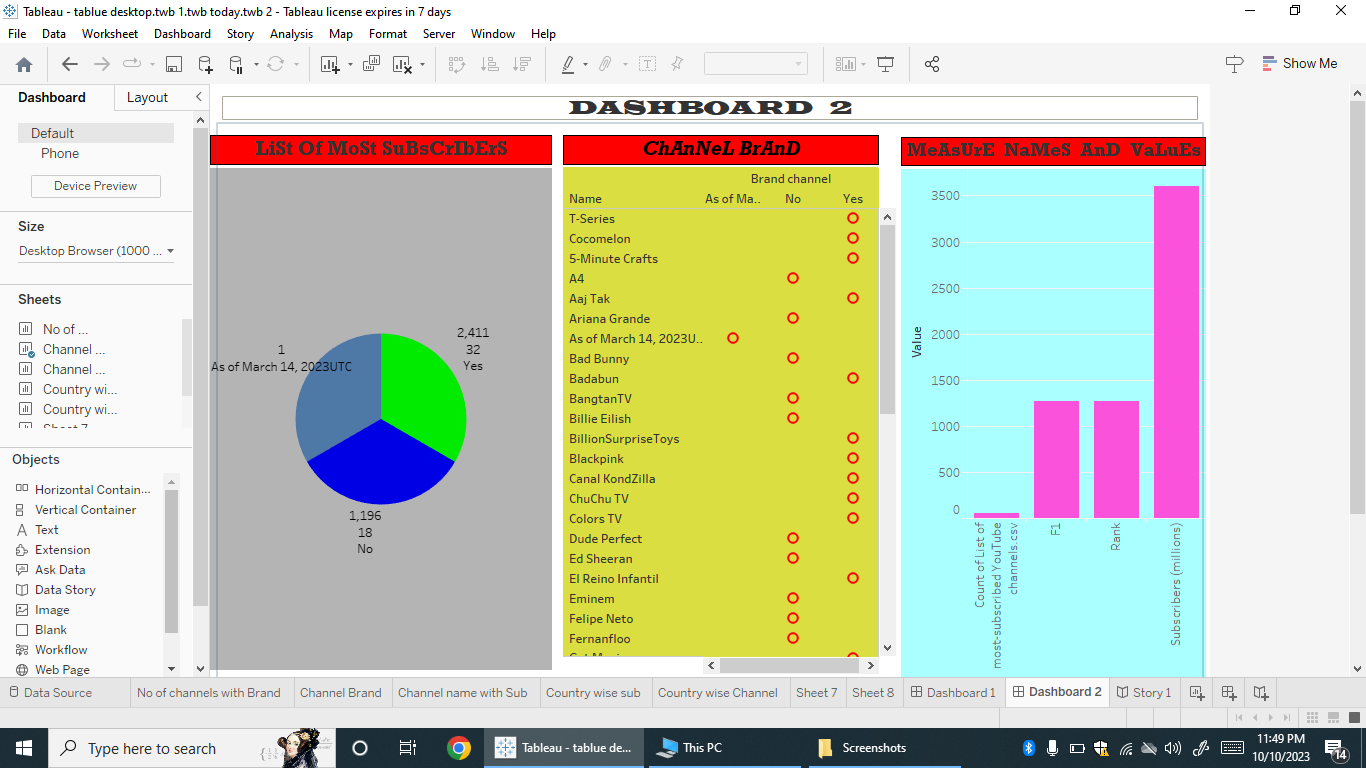 Tableau - tablue desktop.twb 1.twb today.twb 2 - Tableau license expires in 7 days
File Data Worksheet Dashboard Story Analysis Map Format Server Window Help
Show Me
Dashboard Layout
Default
Phone
Device Preview
Size
Desktop Browser (1000 ...
Sheets
No of ...
Channel ...
Channel ...
Country wi...
Country wi...
Sheet 7
Objects
Horizontal Contain...
Vertical Container
Text
Extension
Ask Data
Data Story
Image
Blank
Workflow
Web Page
DASHBOARD 2
LiSt Of MoSt SuBsCrIbErS
1
As of March 14, 2023UTC
2,411
32
Yes
1,196
18
No
ChAnNeL BrAnD
Brand channel
Name As of Ma.. No Yes
T-Series
Cocomelon
5-Minute Crafts
A4
Aaj Tak
Ariana Grande
As of March 14, 2023U..
Bad Bunny
Badabun
BangtanTV
Billie Eilish
BillionSurpriseToys
Blackpink
Canal KondZilla
ChuChu TV
Colors TV
Dude Perfect
Ed Sheeran
El Reino Infantil
Eminem
Felipe Neto
Fernanfloo
MeAsUrE NaMeS AnD VaLuEs
3500
3000
2500
2000
1500
1000
500
0
Value
Count of List of
most-subscribed YouTube
channels.csv
F1
Rank
Subscribers (millions)
Data Source No of channels with Brand Channel Brand Channel name with Sub Country wise sub Country wise Channel Sheet 7 Sheet 8 Dashboard 1 Dashboard 2 Story 1
Type here to search
Tableau - tablue de...
This PC
Screenshots
11:49 PM
10/10/2023
14